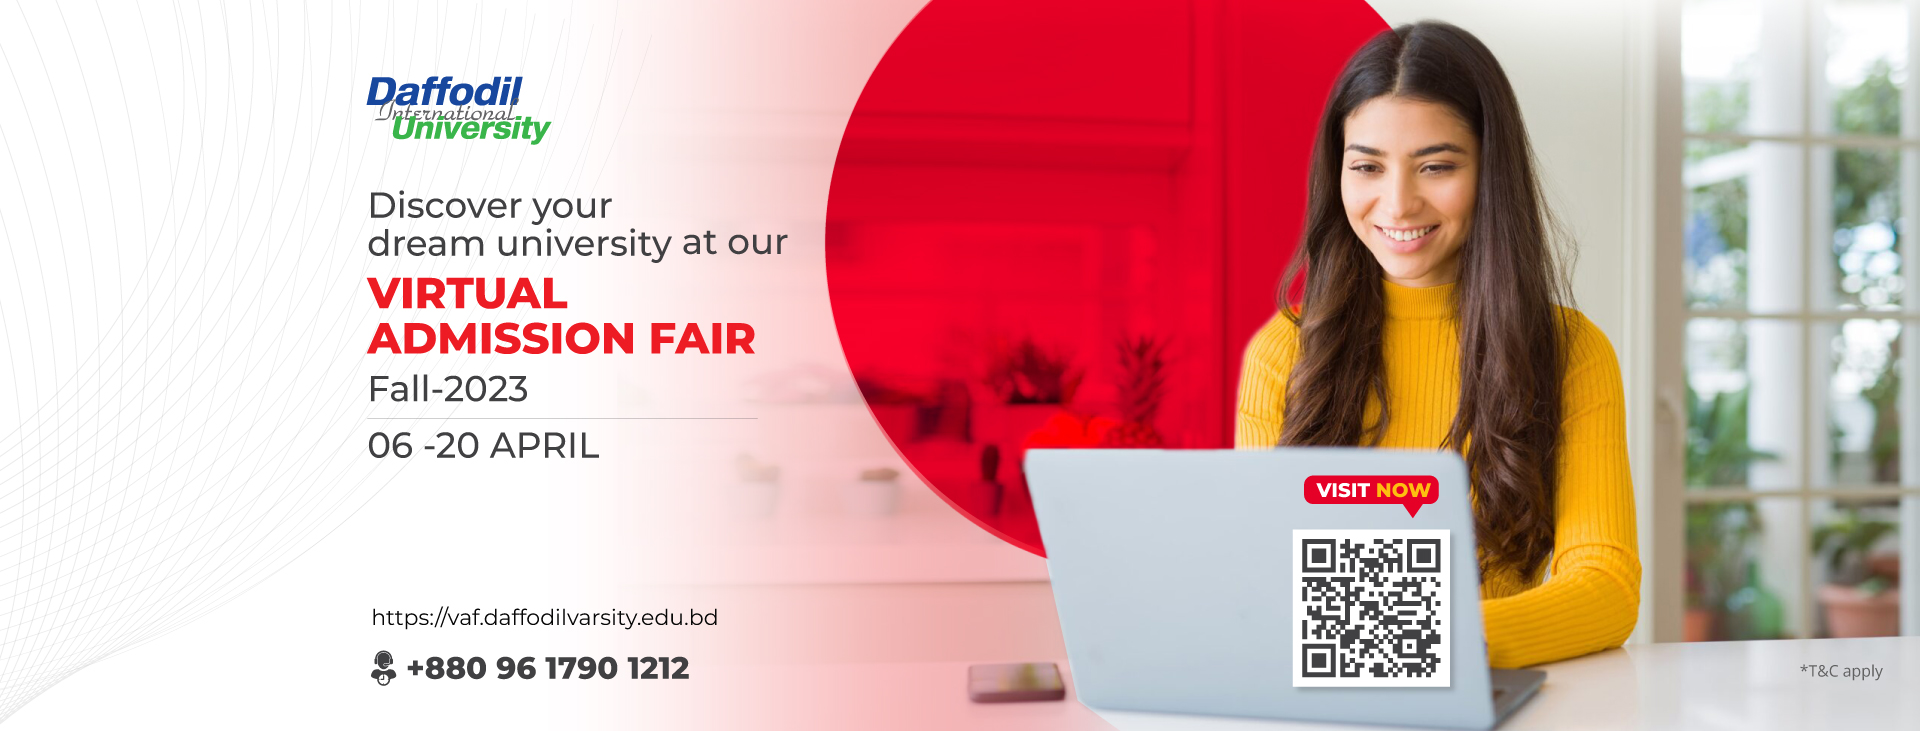 Daffodil
International
University
Discover your
dream university at our
VIRTUAL
ADMISSION FAIR
Fall-2023
06 -20 APRIL
https://vaf.daffodilvarsity.edu.bd
+880 96 1790 1212
VISIT NOW
*T&C apply